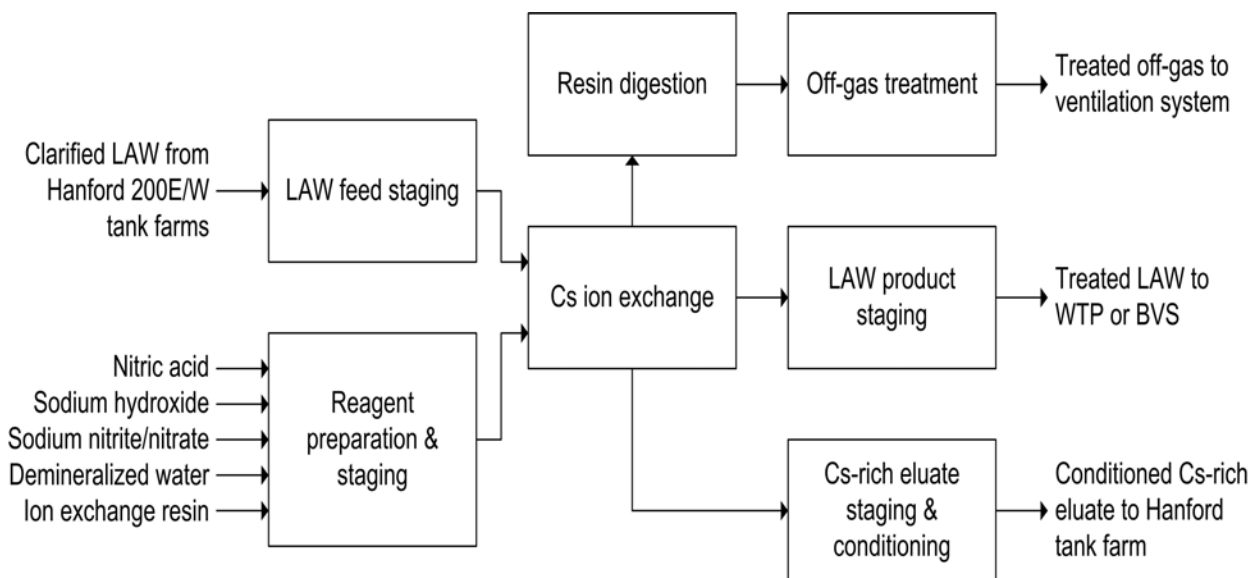 Clarified LAW from
Hanford 200E/W
tank farms
LAW feed staging
Nitric acid
Sodium hydroxide
Sodium nitrite/nitrate
Demineralized water
Ion exchange resin
Reagent
preparation &
staging
Cs ion exchange
Resin digestion
Off-gas treatment
Treated off-gas to
ventilation system
LAW product
staging
Treated LAW to
WTP or BVS
Cs-rich eluate
staging &
conditioning
Conditioned Cs-rich
eluate to Hanford
tank farm